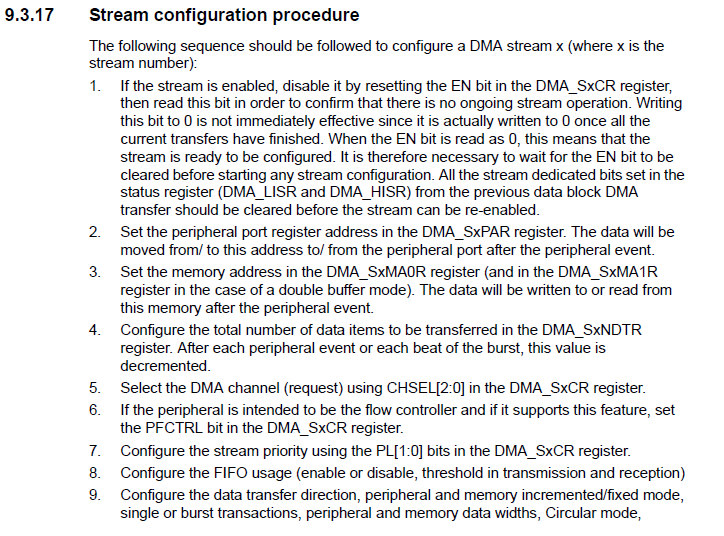 9.3.17 Stream configuration procedure
The following sequence should be followed to configure a DMA stream x (where x is the
stream number):
1. If the stream is enabled, disable it by resetting the EN bit in the DMA_SxCR register,
then read this bit in order to confirm that there is no ongoing stream operation. Writing
this bit to 0 is not immediately effective since it is actually written to 0 once all the
current transfers have finished. When the EN bit is read as 0, this means that the
stream is ready to be configured. It is therefore necessary to wait for the EN bit to be
cleared before starting any stream configuration. All the stream dedicated bits set in the
status register (DMA_LISR and DMA_HISR) from the previous data block DMA
transfer should be cleared before the stream can be re-enabled.
2. Set the peripheral port register address in the DMA_SxPAR register. The data will be
moved from/ to this address to/ from the peripheral port after the peripheral event.
3. Set the memory address in the DMA_SxMA0R register (and in the DMA_SxMA1R
register in the case of a double buffer mode). The data will be written to or read from
this memory after the peripheral event.
4. Configure the total number of data items to be transferred in the DMA_SxNDTR
register. After each peripheral event or each beat of the burst, this value is
decremented.
5. Select the DMA channel (request) using CHSEL[2:0] in the DMA_SxCR register.
6. If the peripheral is intended to be the flow controller and if it supports this feature, set
the PFCTRL bit in the DMA_SxCR register.
7. Configure the stream priority using the PL[1:0] bits in the DMA_SxCR register.
8. Configure the FIFO usage (enable or disable, threshold in transmission and reception)
9. Configure the data transfer direction, peripheral and memory incremented/fixed mode,
single or burst transactions, peripheral and memory data widths, Circular mode,